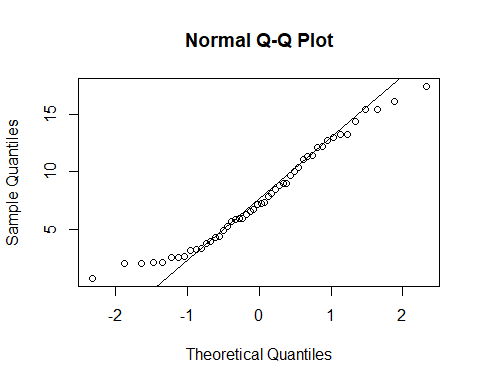 Normal Q-Q Plot
Sample Quantiles
15
10
5
-2 -1 0 1 2
Theoretical Quantiles